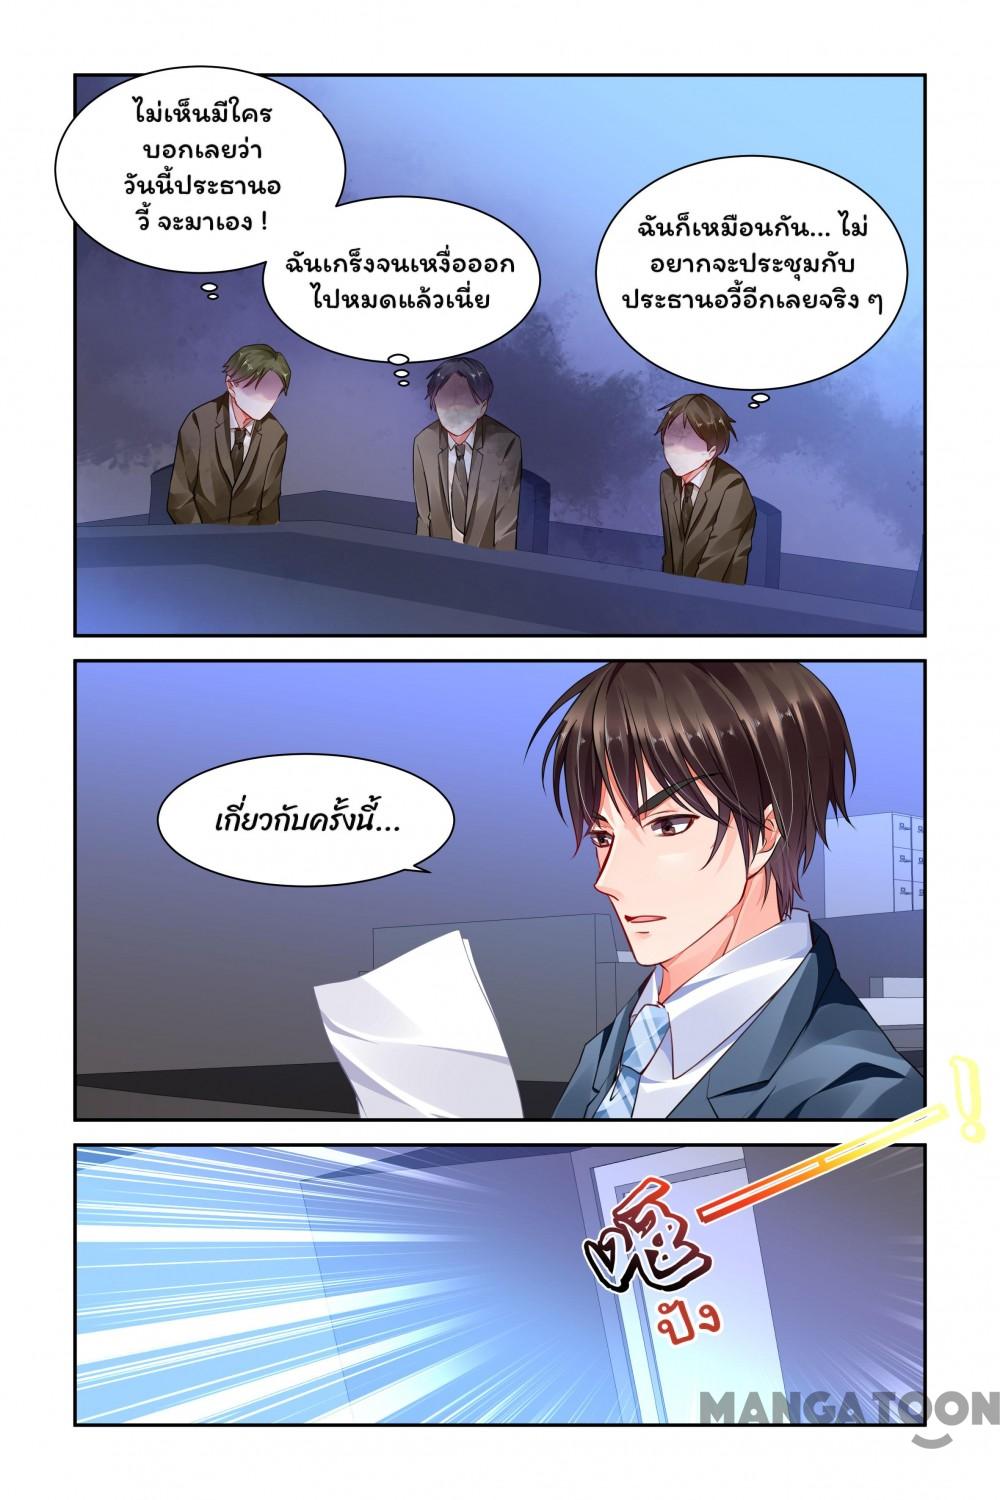 ไม่เห็นมีใคร
บอกเลยว่า
วันนี้ประธานอ
วี้ จะมาเอง !
ฉันเกร็งจนเหงื่อออก
ไปหมดแล้วเนี่ย
ฉันก็เหมือนกัน... ไม่
อยากจะประชุมกับ
ประธานอวี้อีกเลยจริง ๆ
เกี่ยวกับครั้งนี้...
ปัง
MANGATOON